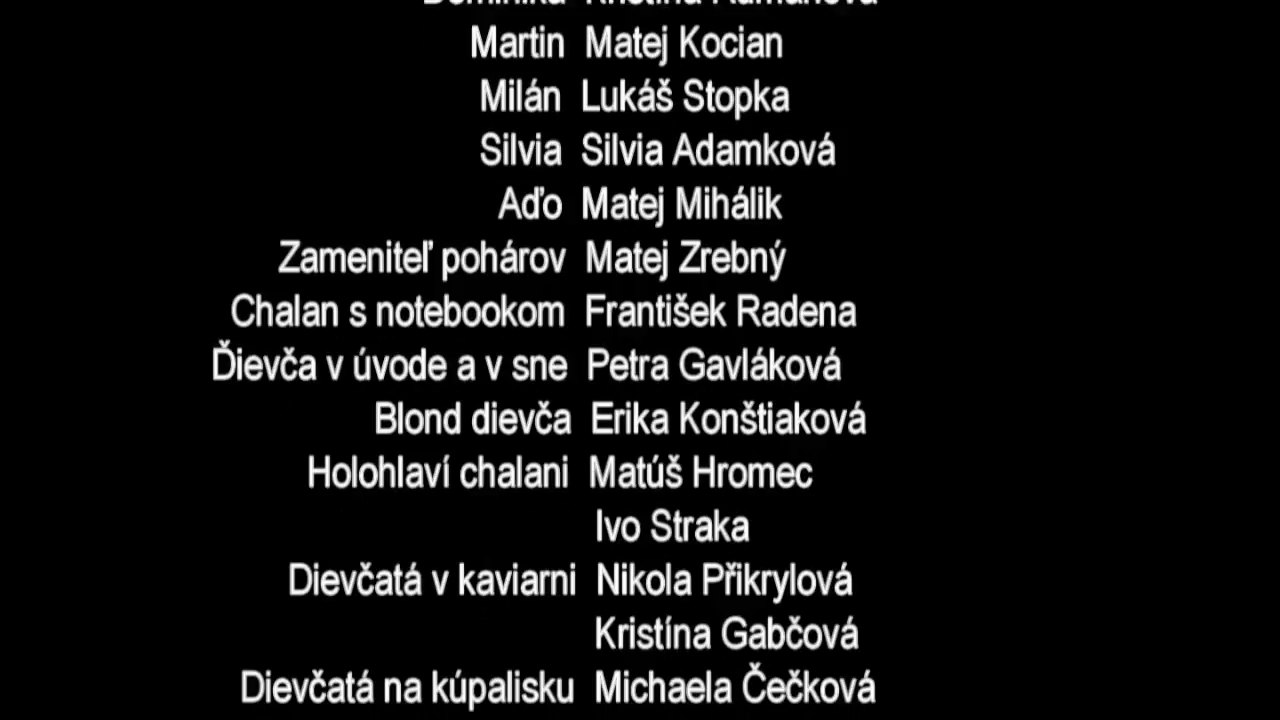 Martin Matej Kocian
Milán Lukáš Stopka
Silvia Silvia Adamková
Aďo Matej Mihálik
Zameniteľ pohárov Matej Zrebný
Chalan s notebookom František Radena
Ďievča v úvode a v sne Petra Gavláková
Blond dievča Erika Konštiaková
Holohlaví chalani Matúš Hromec
Ivo Straka
Dievčatá v kaviarni Nikola Přikrylová
Kristína Gabčová
Dievčatá na kúpalisku Michaela Čečková